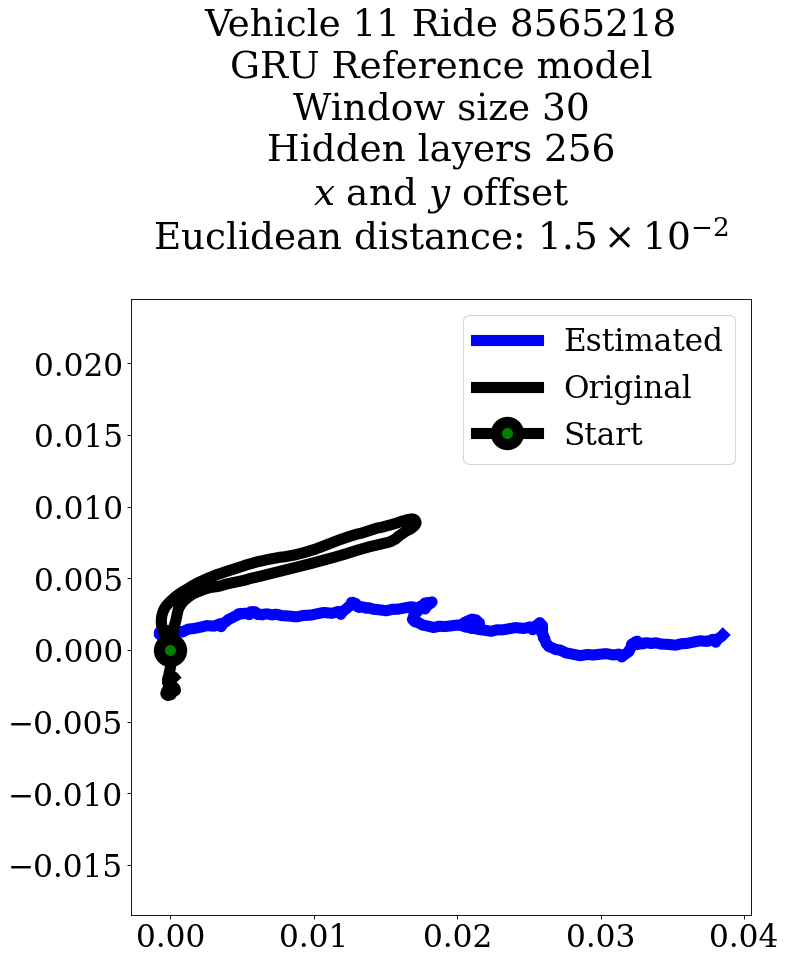 Vehicle 11 Ride 8565218
GRU Reference model
Window size 30
Hidden layers 256
x and y offset
Euclidean distance: 1.5 × 10⁻²
Estimated
Original
Start
0.020
0.015
0.010
0.005
0.000
−0.005
−0.010
−0.015
0.00 0.01 0.02 0.03 0.04